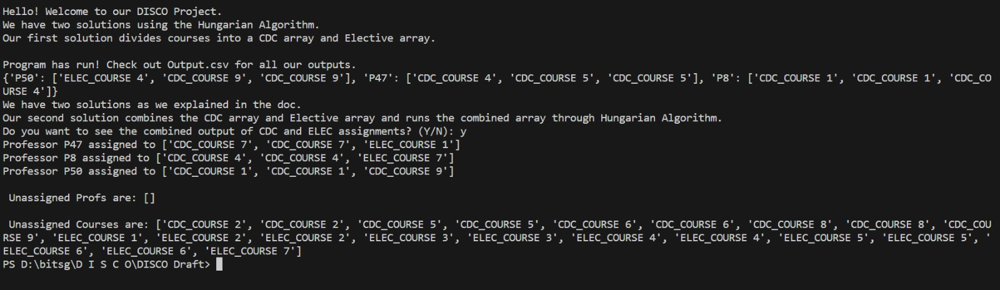 Hello! Welcome to our DISCO Project.
We have two solutions using the Hungarian Algorithm.
Our first solution divides courses into a CDC array and Elective array.
Program has run! Check out Output.csv for all our outputs.
{'P50': ['ELEC_COURSE 4', 'CDC_COURSE 9', 'CDC_COURSE 9'], 'P47': ['CDC_COURSE 4', 'CDC_COURSE 5', 'CDC_COURSE 5'], 'P8': ['CDC_COURSE 1', 'CDC_COURSE 1', 'CDC_CO
URSE 4']}
We have two solutions as we explained in the doc.
Our second solution combines the CDC array and Elective array and runs the combined array through Hungarian Algorithm.
Do you want to see the combined output of CDC and ELEC assignments? (Y/N): y
Professor P47 assigned to ['CDC_COURSE 7', 'CDC_COURSE 7', 'ELEC_COURSE 1']
Professor P8 assigned to ['CDC_COURSE 4', 'CDC_COURSE 4', 'ELEC_COURSE 7']
Professor P50 assigned to ['CDC_COURSE 1', 'CDC_COURSE 1', 'CDC_COURSE 9']
Unassigned Profs are: []
Unassigned Courses are: ['CDC_COURSE 2', 'CDC_COURSE 2', 'CDC_COURSE 5', 'CDC_COURSE 5', 'CDC_COURSE 6', 'CDC_COURSE 6', 'CDC_COURSE 8', 'CDC_COURSE 8', 'CDC_COU
RSE 9', 'ELEC_COURSE 1', 'ELEC_COURSE 2', 'ELEC_COURSE 2', 'ELEC_COURSE 3', 'ELEC_COURSE 3', 'ELEC_COURSE 4', 'ELEC_COURSE 4', 'ELEC_COURSE 5', 'ELEC_COURSE 5', '
ELEC_COURSE 6', 'ELEC_COURSE 6', 'ELEC_COURSE 7']
PS D:\bitsg\D I S C O\DISCO Draft>